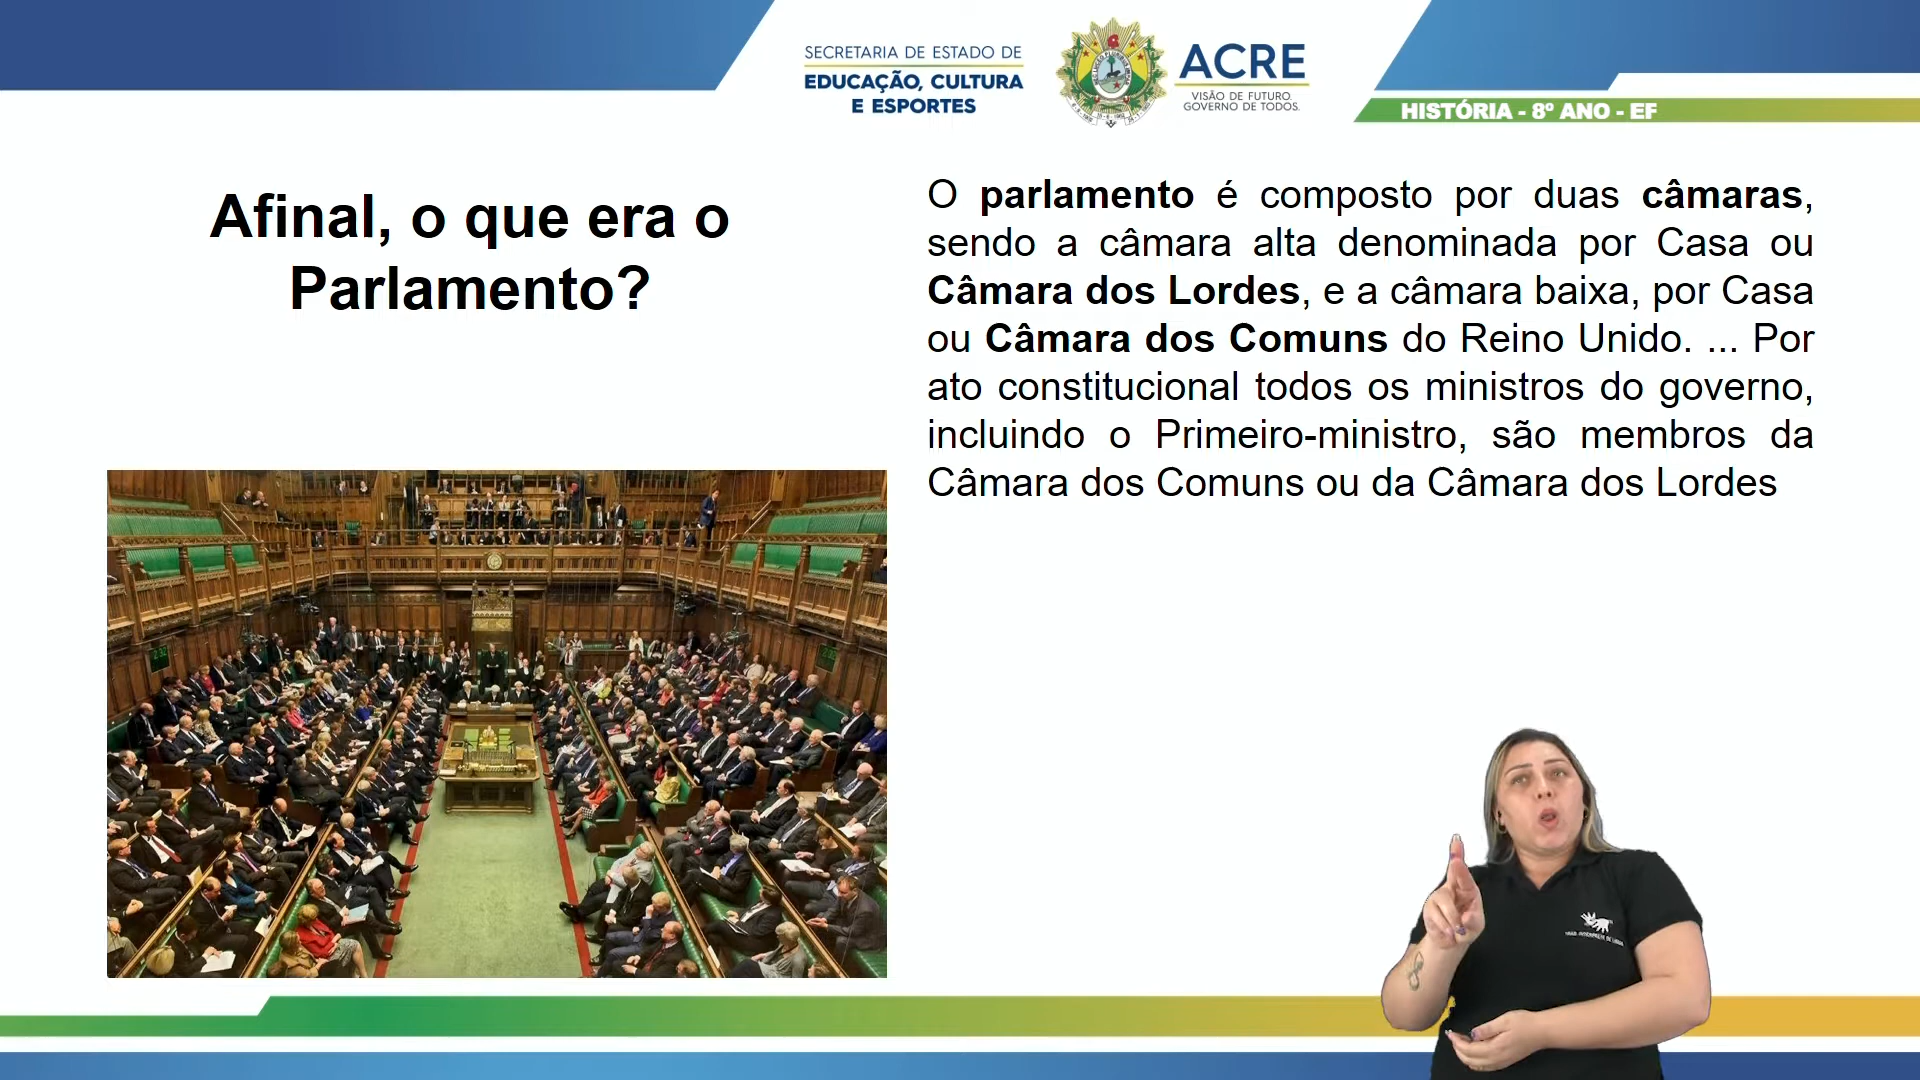 SECRETARIA DE ESTADO DE
EDUCAÇÃO, CULTURA
E ESPORTES
ACRE
VISÃO DE FUTURO.
GOVERNO DE TODOS.
HISTÓRIA - 8º ANO - EF
Afinal, o que era o
Parlamento?
O parlamento é composto por duas câmaras,
sendo a câmara alta denominada por Casa ou
Câmara dos Lordes, e a câmara baixa, por Casa
ou Câmara dos Comuns do Reino Unido. ... Por
ato constitucional todos os ministros do governo,
incluindo o Primeiro-ministro, são membros da
Câmara dos Comuns ou da Câmara dos Lordes